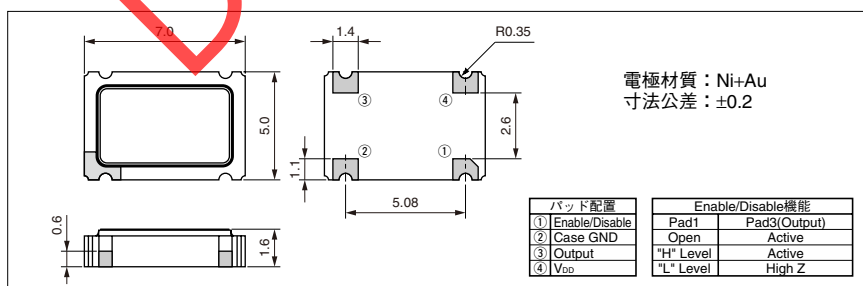 7.0
1.4
R0.35
③
④
5.0
2.6
②
①
1.1
5.08
0.6
1.6
電極材質：Ni+Au
寸法公差：±0.2
パッド配置
① Enable/Disable
② Case GND
③ Output
④ VDD
Enable/Disable機能
Pad1 Pad3(Output)
Open Active
"H" Level Active
"L" Level High Z